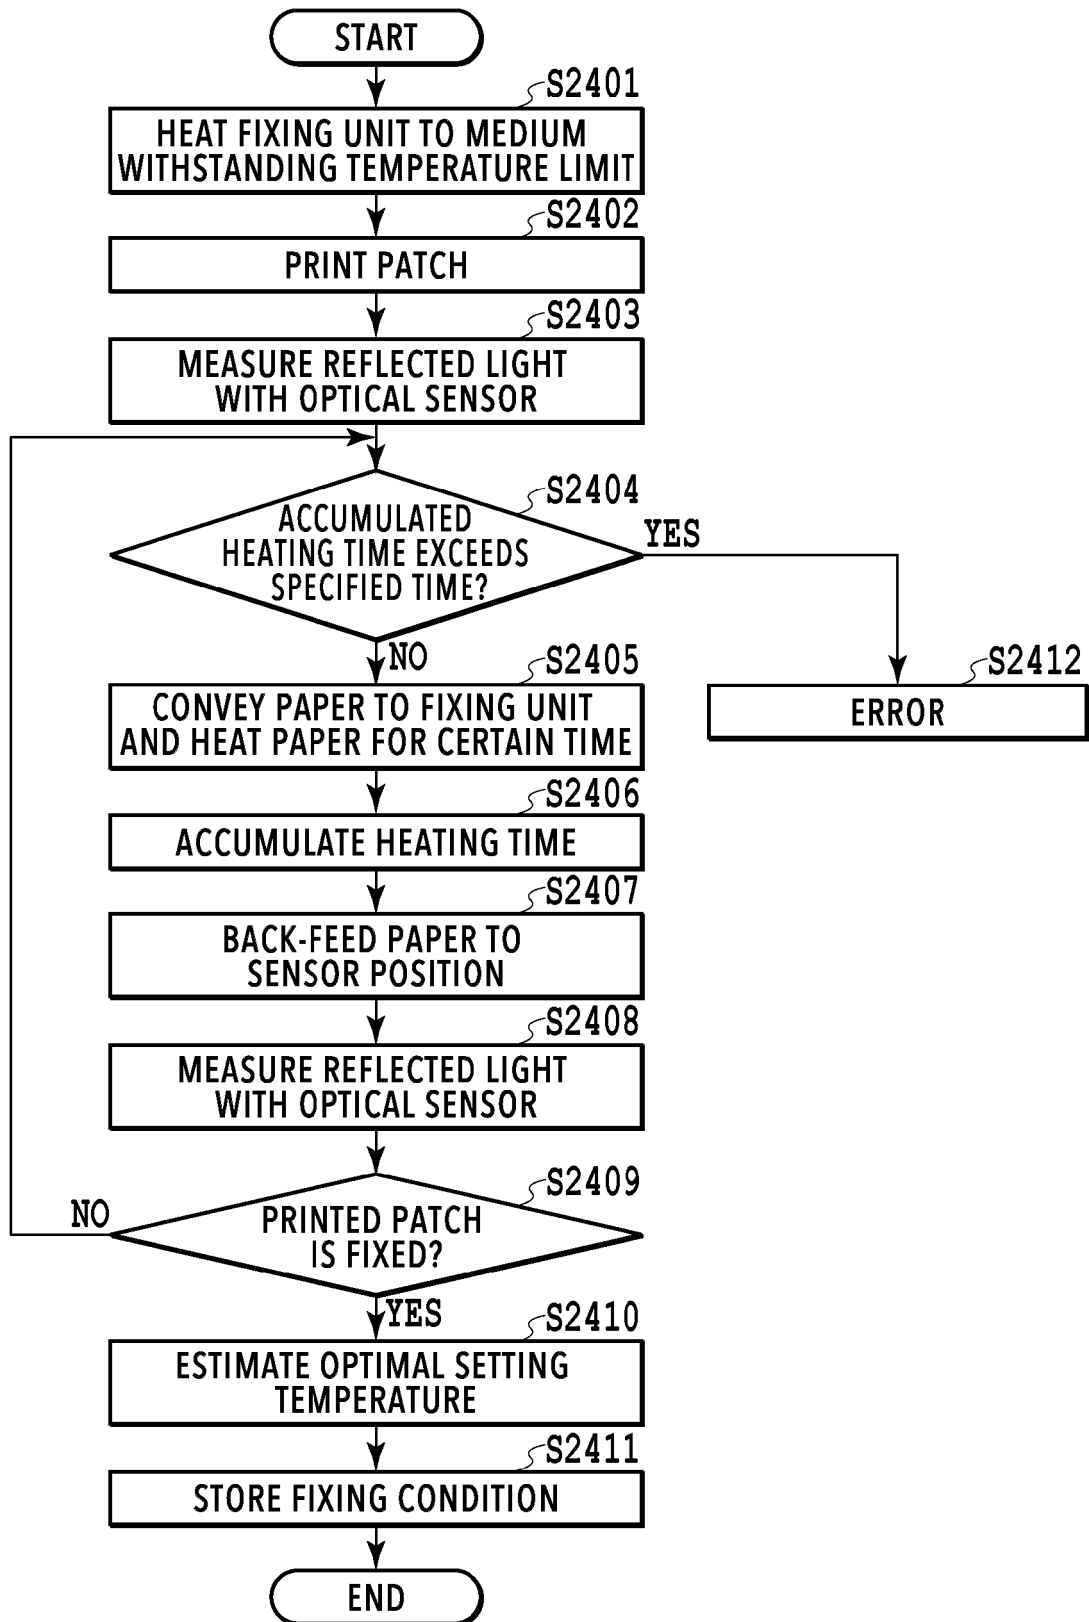 START
S2401
HEAT FIXING UNIT TO MEDIUM
WITHSTANDING TEMPERATURE LIMIT
S2402
PRINT PATCH
S2403
MEASURE REFLECTED LIGHT
WITH OPTICAL SENSOR
S2404
ACCUMULATED
HEATING TIME EXCEEDS
SPECIFIED TIME?
YES
NO
S2405
CONVEY PAPER TO FIXING UNIT
AND HEAT PAPER FOR CERTAIN TIME
S2412
ERROR
S2406
ACCUMULATE HEATING TIME
S2407
BACK-FEED PAPER TO
SENSOR POSITION
S2408
MEASURE REFLECTED LIGHT
WITH OPTICAL SENSOR
S2409
PRINTED PATCH
IS FIXED?
NO
YES
S2410
ESTIMATE OPTIMAL SETTING
TEMPERATURE
S2411
STORE FIXING CONDITION
END